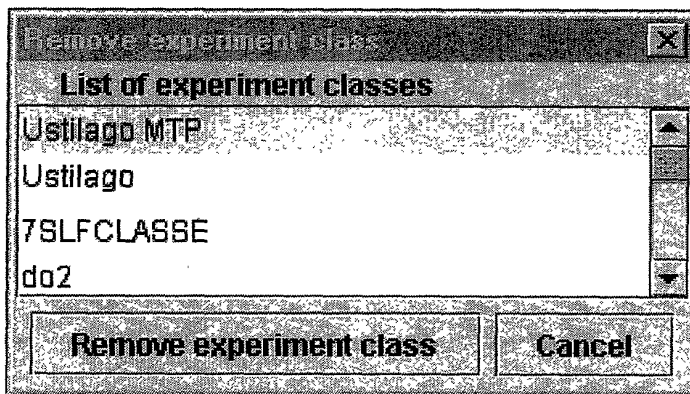 Remove experiment class
List of experiment classes
Ustilago MTP
Ustilago
7SLFCLASSE
do2
Remove experiment class Cancel